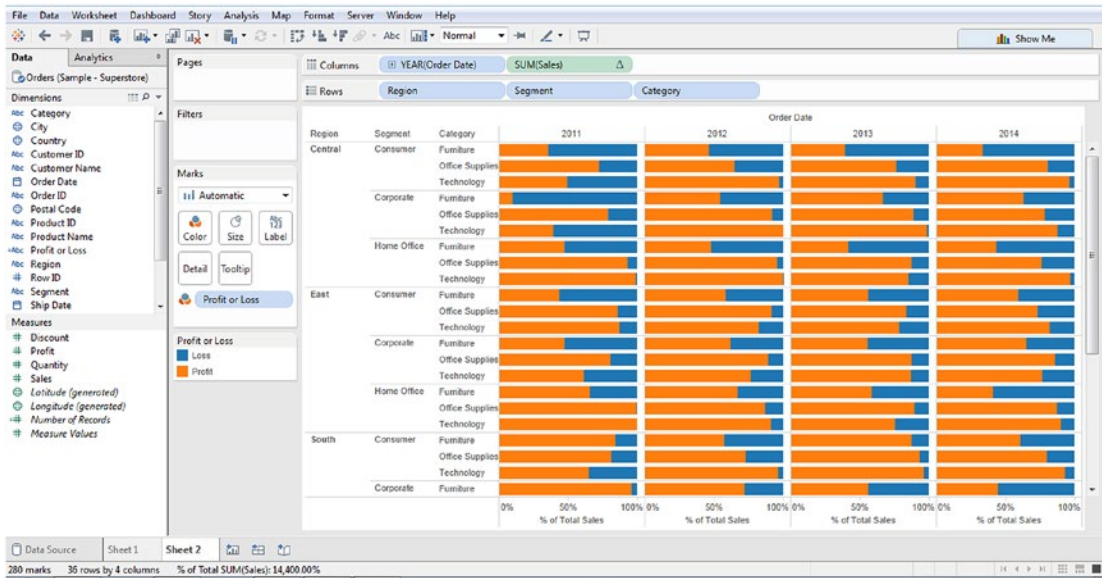 File Data Worksheet Dashboard Story Analysis Map Format Server Window Help
Abc Normal Show Me
Data Analytics
Orders (Sample - Superstore)
Dimensions
Abc Category
City
Country
Abc Customer ID
Abc Customer Name
Order Date
Abc Order ID
Postal Code
Abc Product ID
Abc Product Name
Abc Profit or Loss
Abc Region
# Row ID
Abc Segment
Ship Date
Measures
# Discount
# Profit
# Quantity
# Sales
Latitude (generated)
Longitude (generated)
# Number of Records
# Measure Values
Pages
Filters
Marks
Automatic
Color Size Label
Detail Tooltip
Profit or Loss
Profit or Loss
Loss
Profit
Columns YEAR(Order Date) SUM(Sales) Δ
Rows Region Segment Category
Order Date
Region Segment Category 2011 2012 2013 2014
Central Consumer Furniture
Office Supplies
Technology
Corporate Furniture
Office Supplies
Technology
Home Office Furniture
Office Supplies
Technology
East Consumer Furniture
Office Supplies
Technology
Corporate Furniture
Office Supplies
Technology
Home Office Furniture
Office Supplies
Technology
South Consumer Furniture
Office Supplies
Technology
Corporate Furniture
0% 50% 100% 0% 50% 100% 0% 50% 100% 0% 50% 100%
% of Total Sales % of Total Sales % of Total Sales % of Total Sales
Data Source Sheet 1 Sheet 2
280 marks 36 rows by 4 columns % of Total SUM(Sales): 14,400.00%